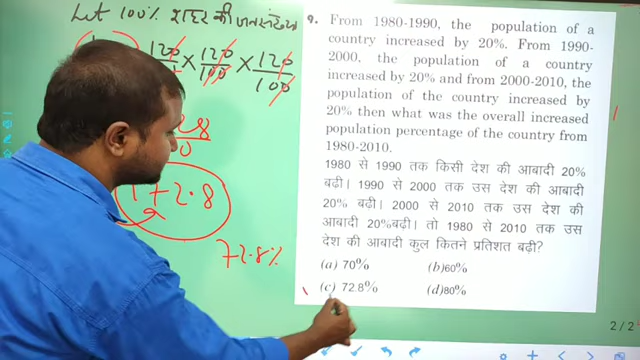 Let 100% शहर की जनसंख्या
120/100 × 120/100 × 120/100
72.8%
9. From 1980-1990, the population of a
country increased by 20%. From 1990-
2000, the population of a country
increased by 20% and from 2000-2010, the
population of the country increased by
20% then what was the overall increased
population percentage of the country from
1980-2010.
1980 से 1990 तक किसी देश की आबादी 20%
बढ़ी। 1990 से 2000 तक उस देश की आबादी
20% बढ़ी। 2000 से 2010 तक उस देश की
आबादी 20%बढ़ी। तो 1980 से 2010 तक उस
देश की आबादी कुल कितने प्रतिशत बढ़ी?
(a) 70% (b)60%
(c) 72.8% (d)80%
2 / 2